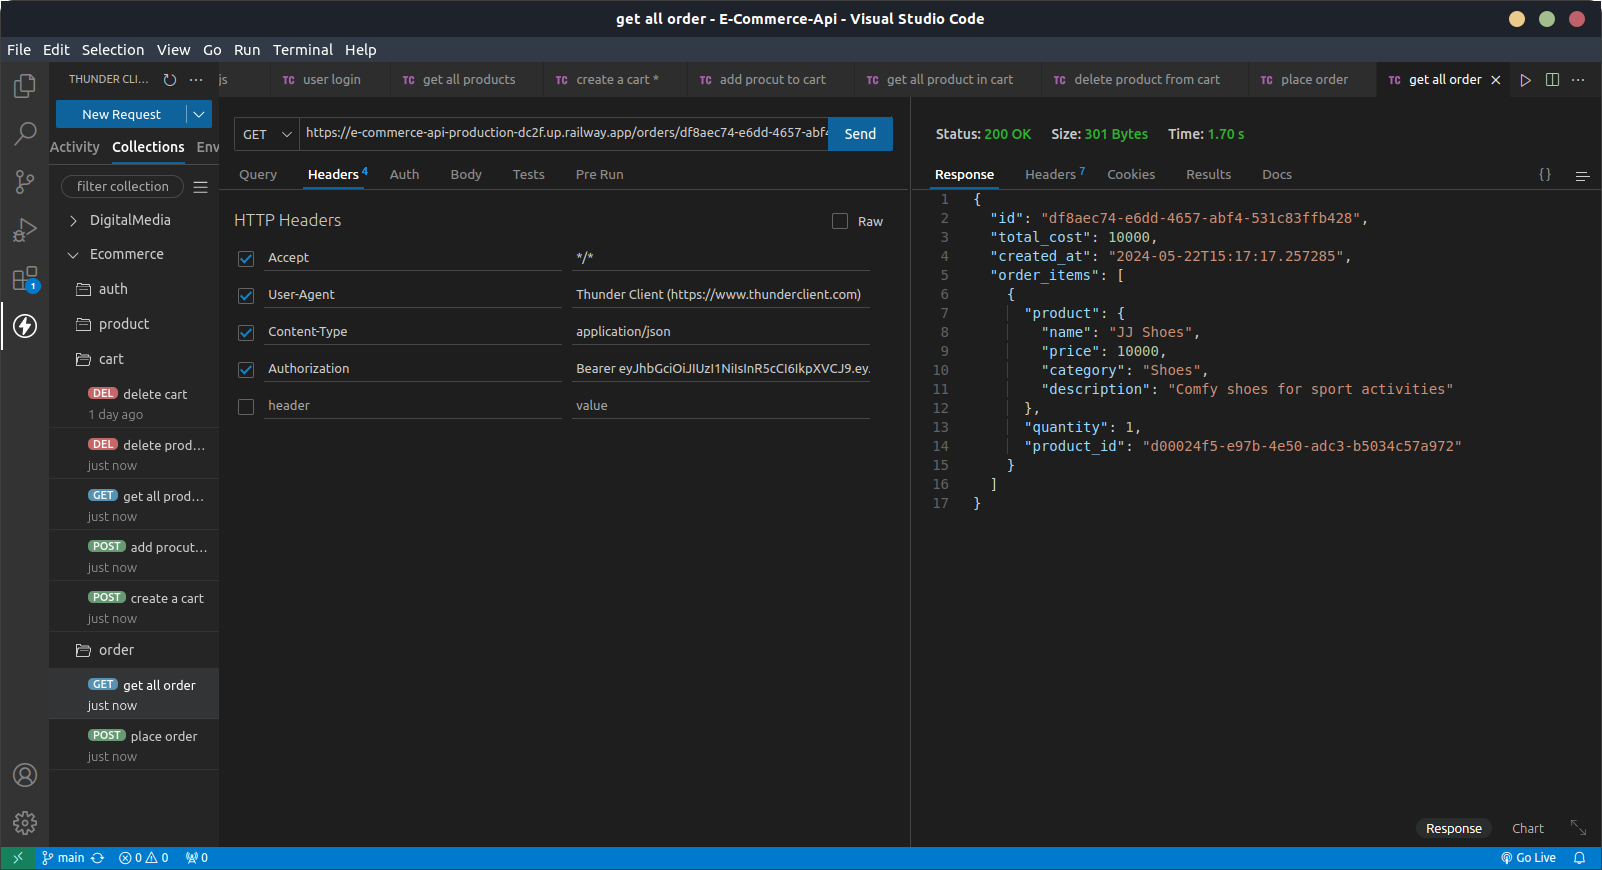 get all order - E-Commerce-Api - Visual Studio Code
File Edit Selection View Go Run Terminal Help
THUNDER CLI... ···
js
TC user login
TC get all products
TC create a cart *
TC add procut to cart
TC get all product in cart
TC delete product from cart
TC place order
TC get all order
New Request
Activity Collections Env
filter collection
DigitalMedia
Ecommerce
auth
product
cart
DEL delete cart
1 day ago
DEL delete prod...
just now
GET get all prod...
just now
POST add procut...
just now
POST create a cart
just now
order
GET get all order
just now
POST place order
just now
1
GET https://e-commerce-api-production-dc2f.up.railway.app/orders/df8aec74-e6dd-4657-abf4 Send
Query Headers 4 Auth Body Tests Pre Run
HTTP Headers Raw
Accept */*
User-Agent Thunder Client (https://www.thunderclient.com)
Content-Type application/json
Authorization Bearer eyJhbGciOiJIUzI1NiIsInR5cCI6IkpXVCJ9.ey.
header value
Status: 200 OK Size: 301 Bytes Time: 1.70 s
Response Headers 7 Cookies Results Docs {}
1 {
2 "id": "df8aec74-e6dd-4657-abf4-531c83ffb428",
3 "total_cost": 10000,
4 "created_at": "2024-05-22T15:17:17.257285",
5 "order_items": [
6 {
7 "product": {
8 "name": "JJ Shoes",
9 "price": 10000,
10 "category": "Shoes",
11 "description": "Comfy shoes for sport activities"
12 },
13 "quantity": 1,
14 "product_id": "d00024f5-e97b-4e50-adc3-b5034c57a972"
15 }
16 ]
17 }
Response Chart
main 0 0 0 Go Live